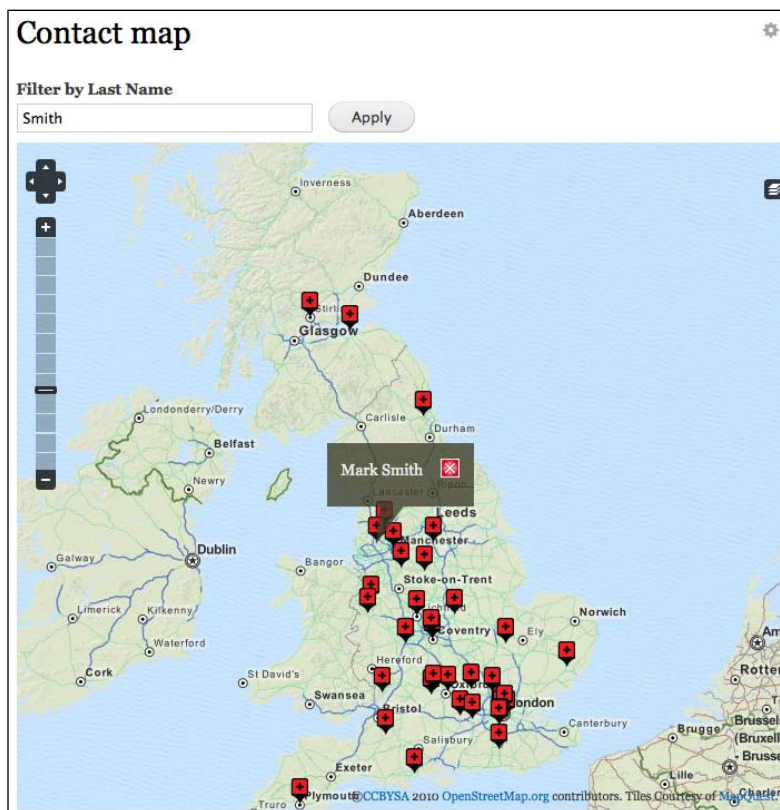 Contact map
Filter by Last Name
Smith
Apply
Inverness
Aberdeen
Dundee
Glasgow
Londonderry/Derry
Carlisle
Durham
Belfast
Mark Smith
Newry
Lancaster
Leeds
Manchester
Dublin
Galway
Bangor
Stoke-on-Trent
Limerick
Kilkenny
Norwich
Coventry
Ely
Waterford
Hereford
Cork
St David's
Swansea
Bristol
London
Canterbury
Salisbury
Brugge
Brussel
(Bruxell
- Brusse
Exeter
Lille
Truro
Plymouth
©CCBYSA 2010 OpenStreetMap.org contributors. Tiles Courtesy of MapQuest